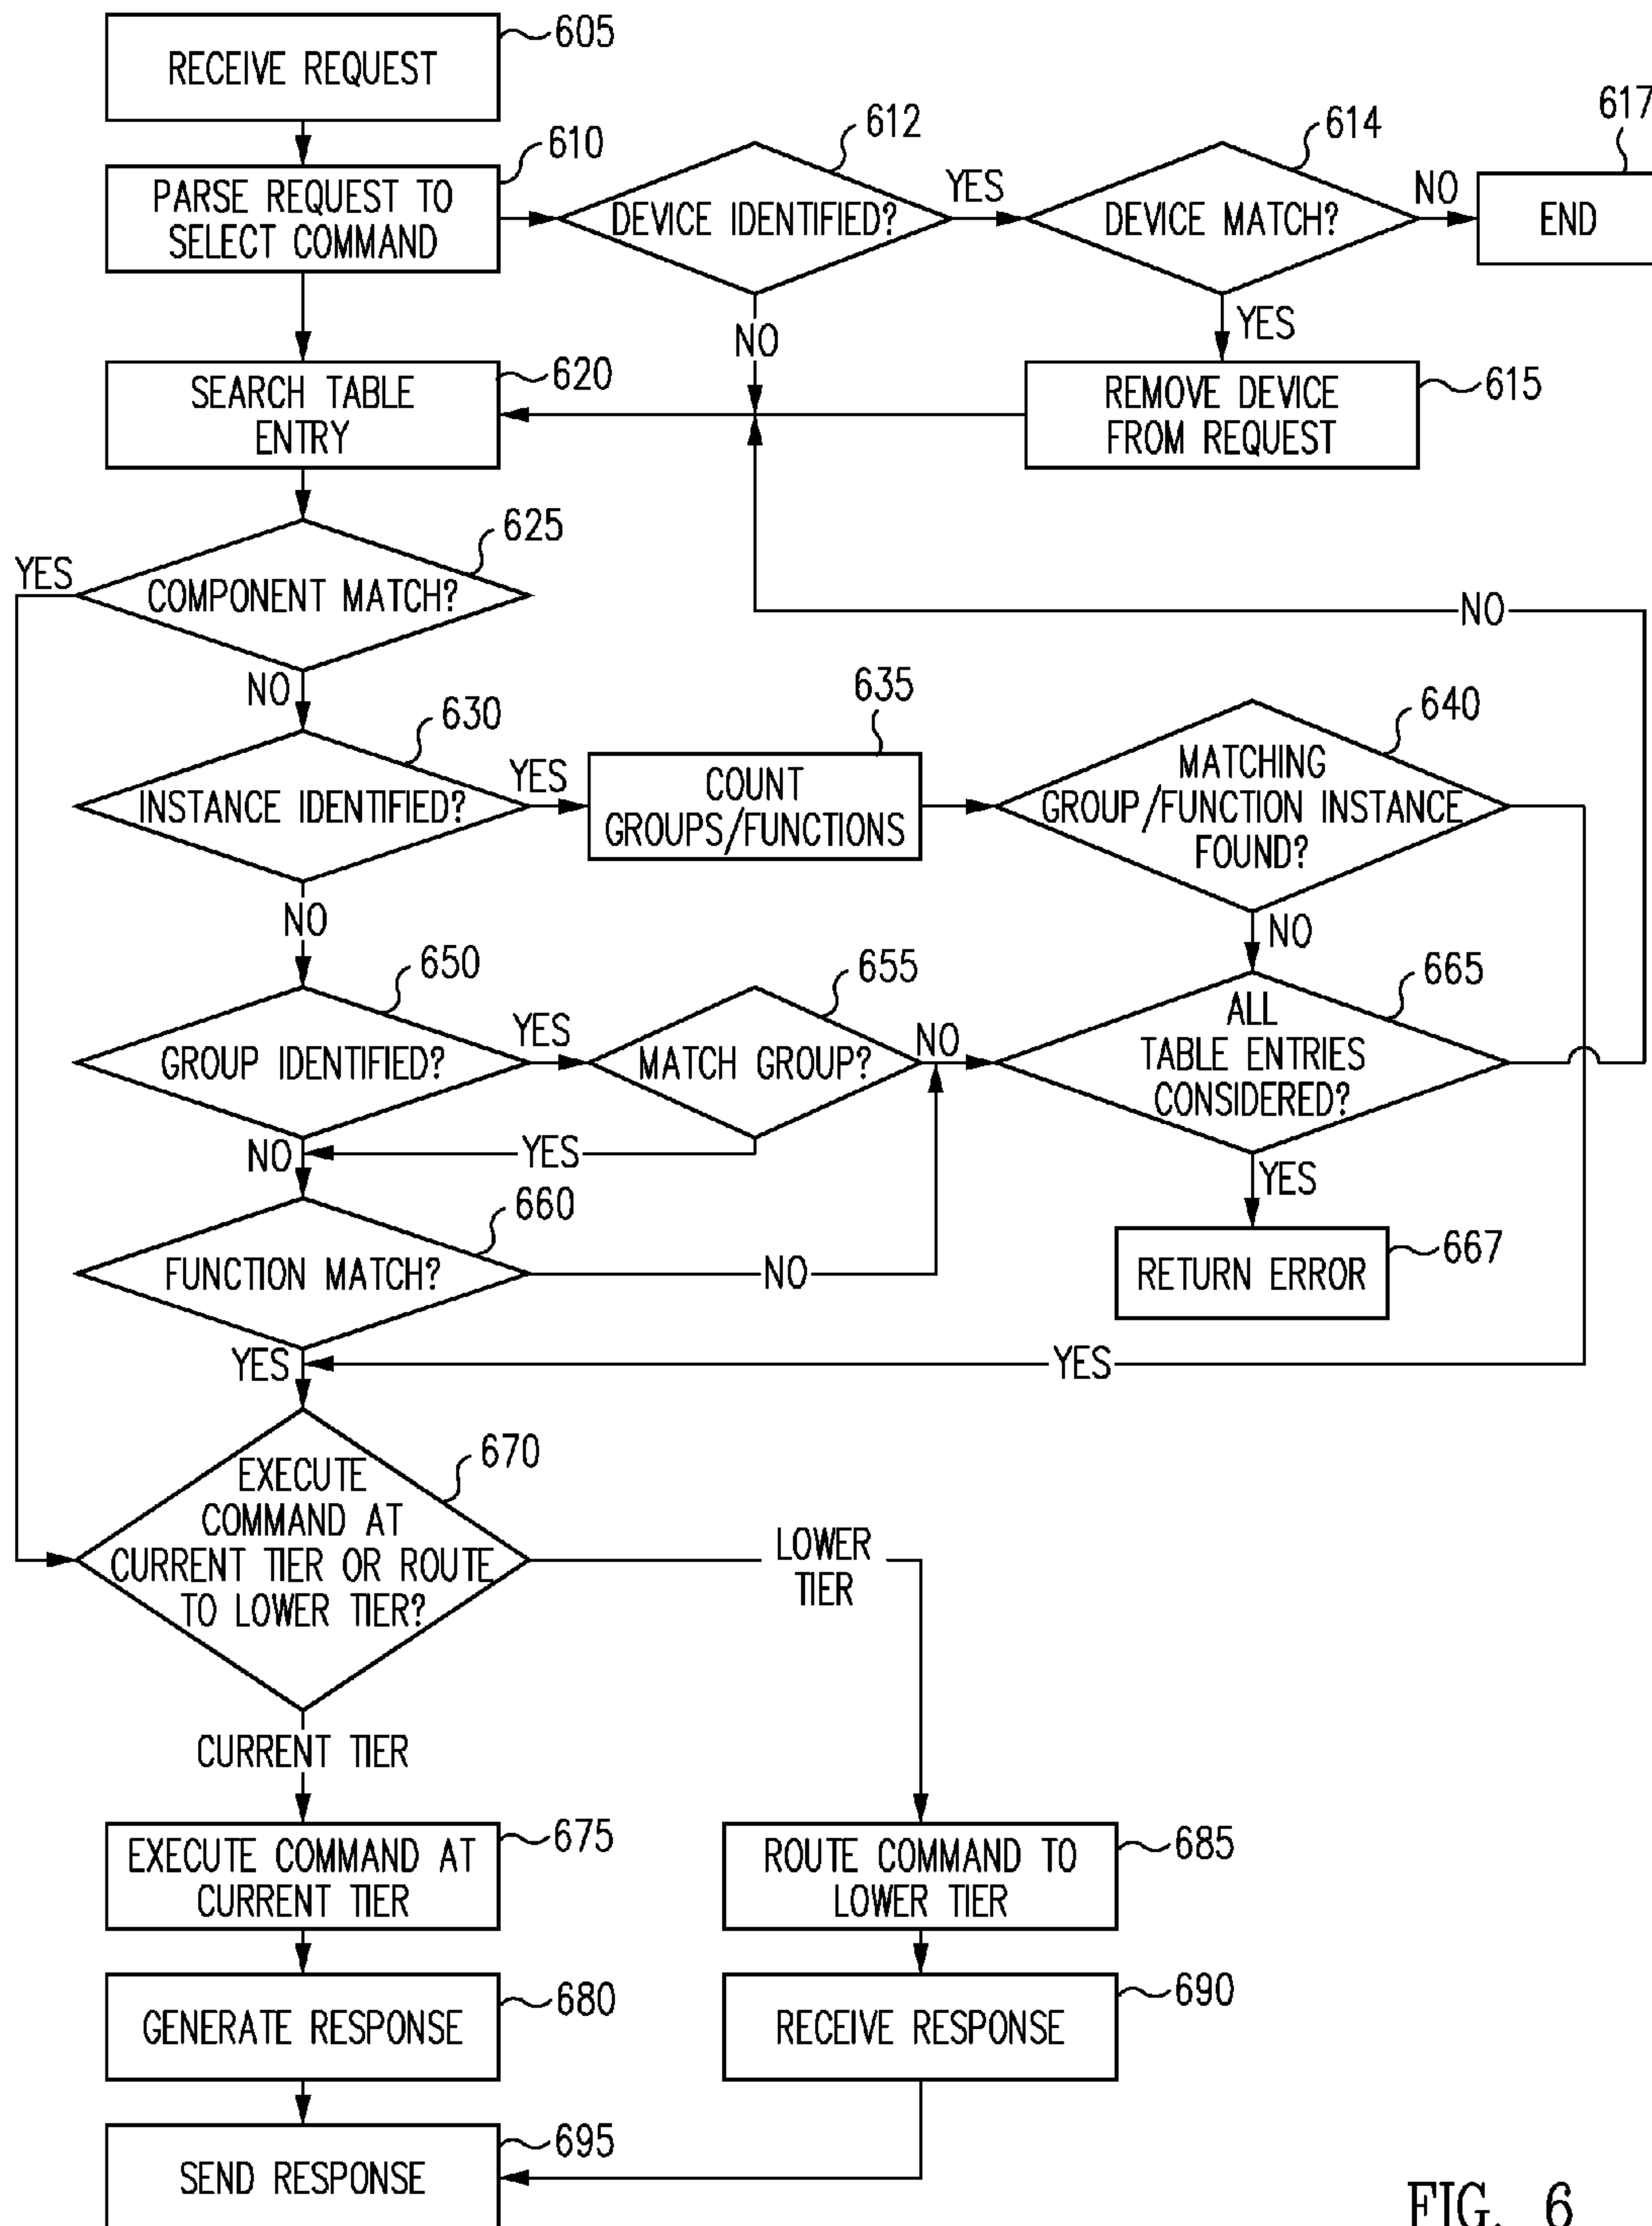 605
RECEIVE REQUEST
617
612
614
610
PARSE REQUEST TO
SELECT COMMAND
DEVICE IDENTIFIED?
YES
DEVICE MATCH?
NO
END
NO
YES
620
SEARCH TABLE
ENTRY
615
REMOVE DEVICE
FROM REQUEST
625
YES
COMPONENT MATCH?
NO
NO
630
635
640
INSTANCE IDENTIFIED?
YES
COUNT
GROUPS/FUNCTIONS
MATCHING
GROUP/FUNCTION INSTANCE
FOUND?
NO
NO
650
655
665
GROUP IDENTIFIED?
YES
MATCH GROUP?
NO
ALL
TABLE ENTRIES
CONSIDERED?
NO
YES
YES
660
FUNCTION MATCH?
NO
RETURN ERROR
667
YES
YES
670
EXECUTE
COMMAND AT
CURRENT TIER OR ROUTE
TO LOWER TIER?
LOWER
TIER
CURRENT TIER
675
EXECUTE COMMAND AT
CURRENT TIER
685
ROUTE COMMAND TO
LOWER TIER
680
GENERATE RESPONSE
690
RECEIVE RESPONSE
695
SEND RESPONSE
FIG. 6